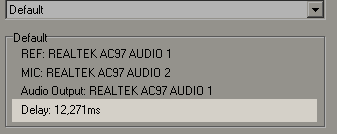 Default
Default
REF: REALTEK AC97 AUDIO 1
MIC: REALTEK AC97 AUDIO 2
Audio Output: REALTEK AC97 AUDIO 1
Delay: 12,271ms